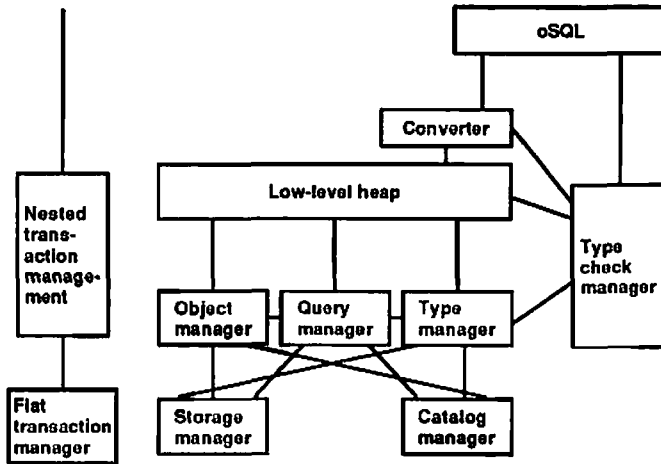 oSQL
Converter
Low-level heap
Nested
trans-
action
manage-
ment
Type
check
manager
Object
manager
Query
manager
Type
manager
Flat
transaction
manager
Storage
manager
Catalog
manager